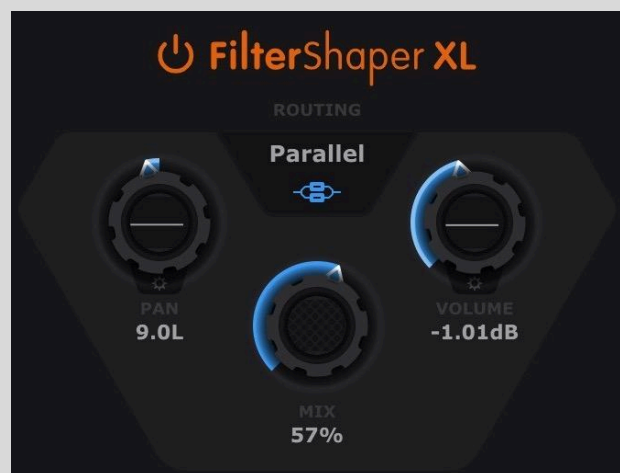 FilterShaper XL
ROUTING
Parallel
PAN
9.0L
VOLUME
-1.01dB
MIX
57%